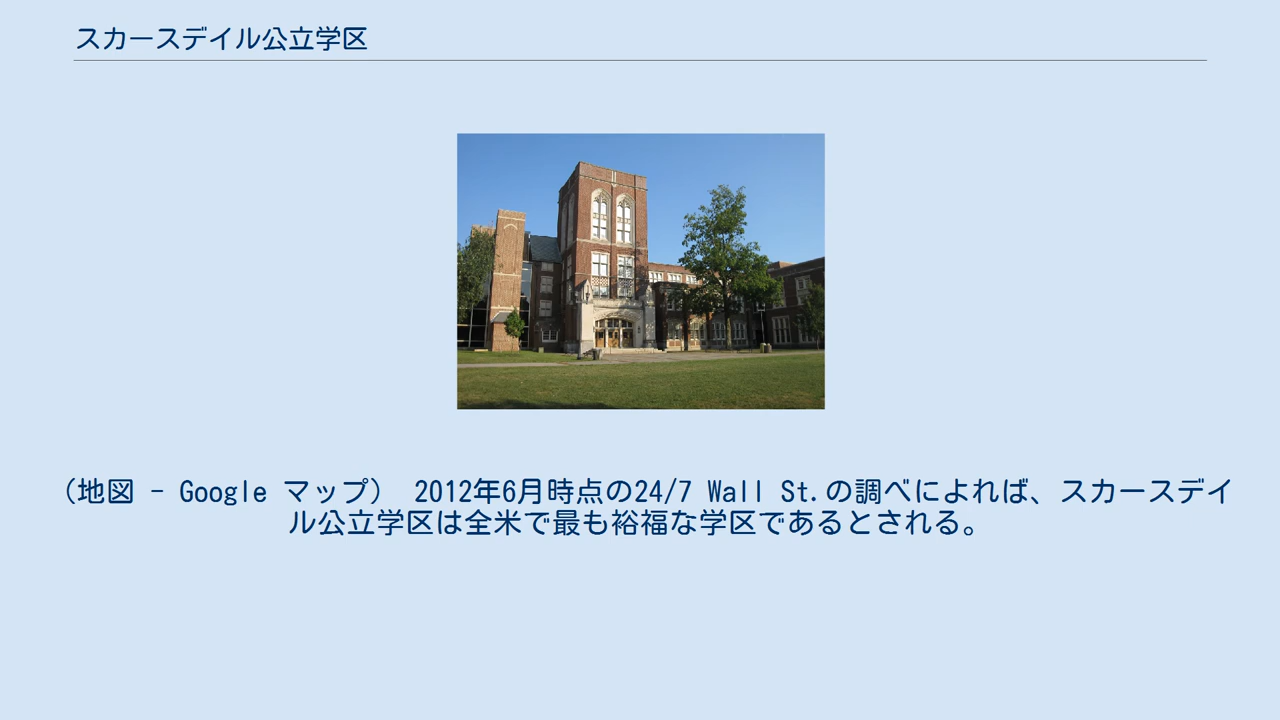 スカースデイル公立学区
（地図 - Google マップ） 2012年6月時点の24/7 Wall St.の調べによれば、スカースデイ
ル公立学区は全米で最も裕福な学区であるとされる。